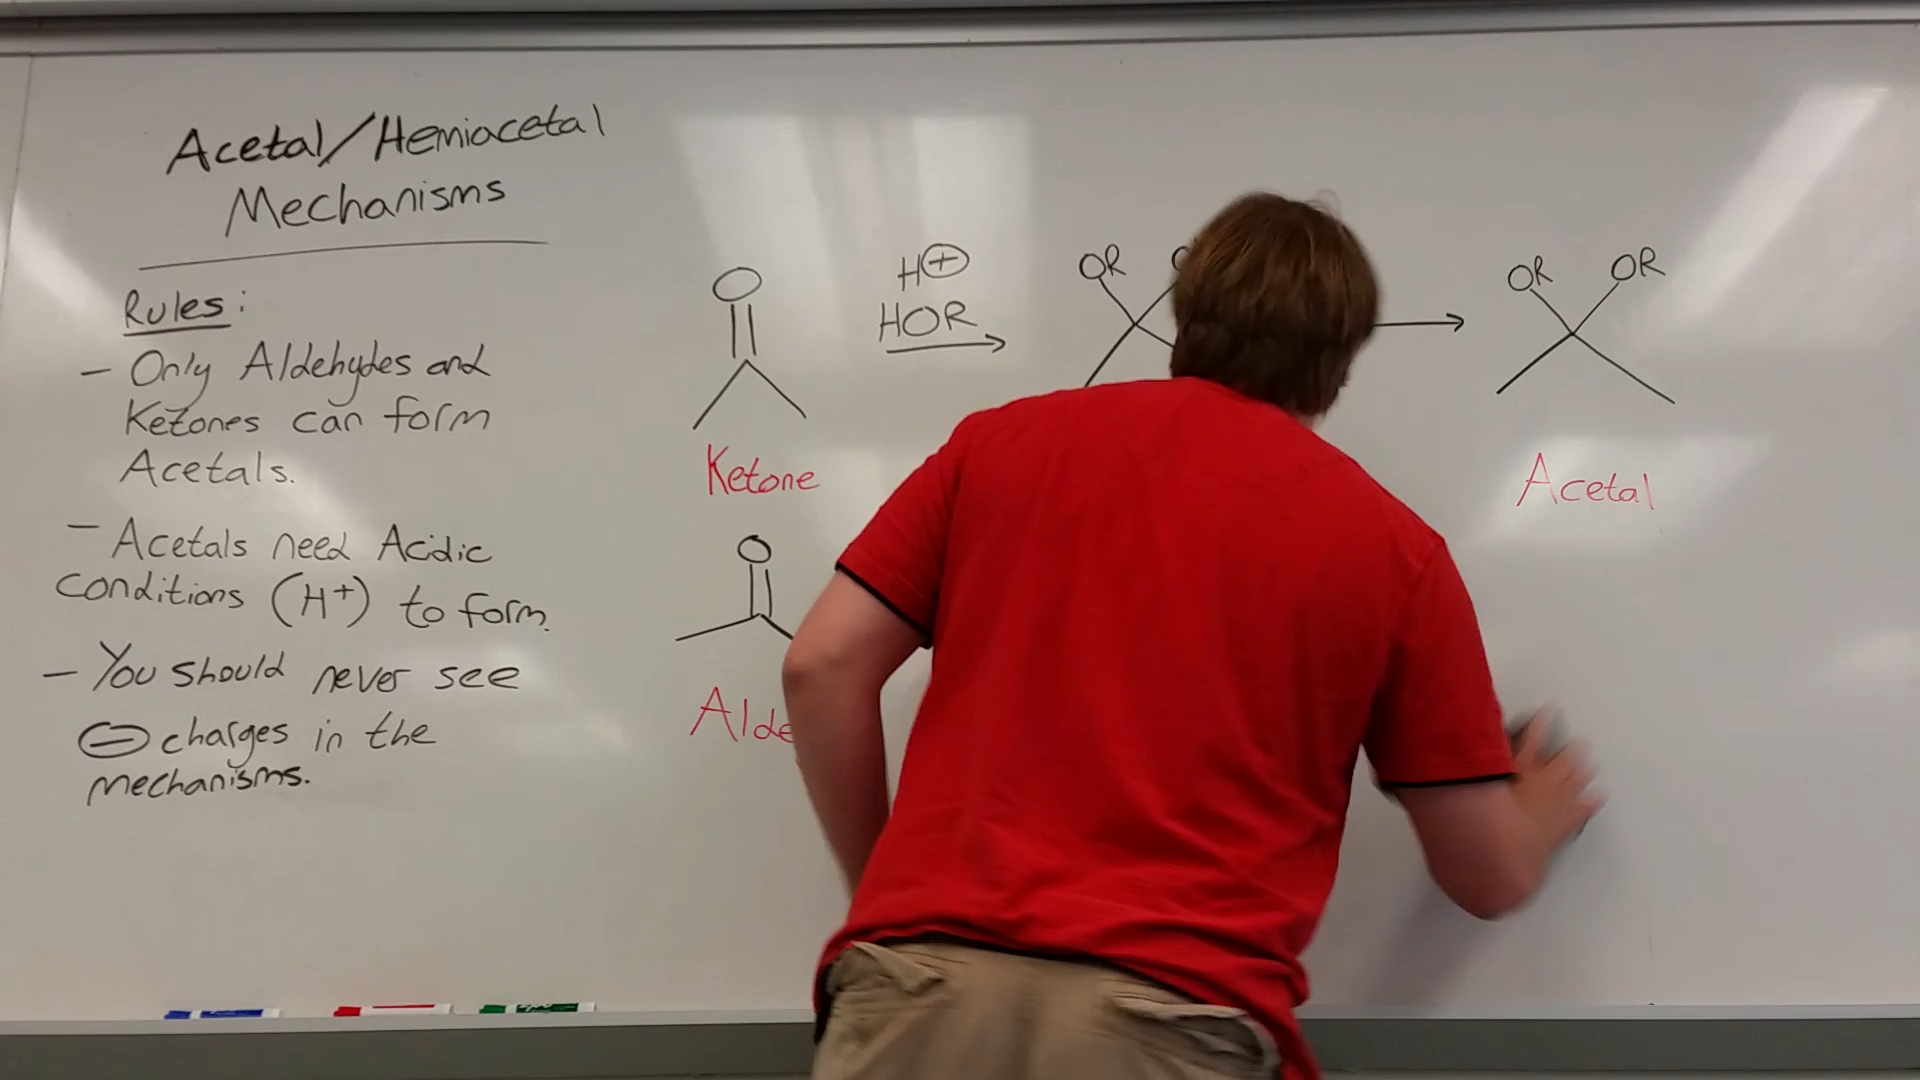 Acetal/Hemiacetal
Mechanisms
Rules:
- Only Aldehydes and
Ketones can form
Acetals.
- Acetals need Acidic
conditions (H+) to form.
- You should never see
⊖ charges in the
mechanisms.
O
H⊕
HOR
OR
OR OR
Ketone
Acetal
O